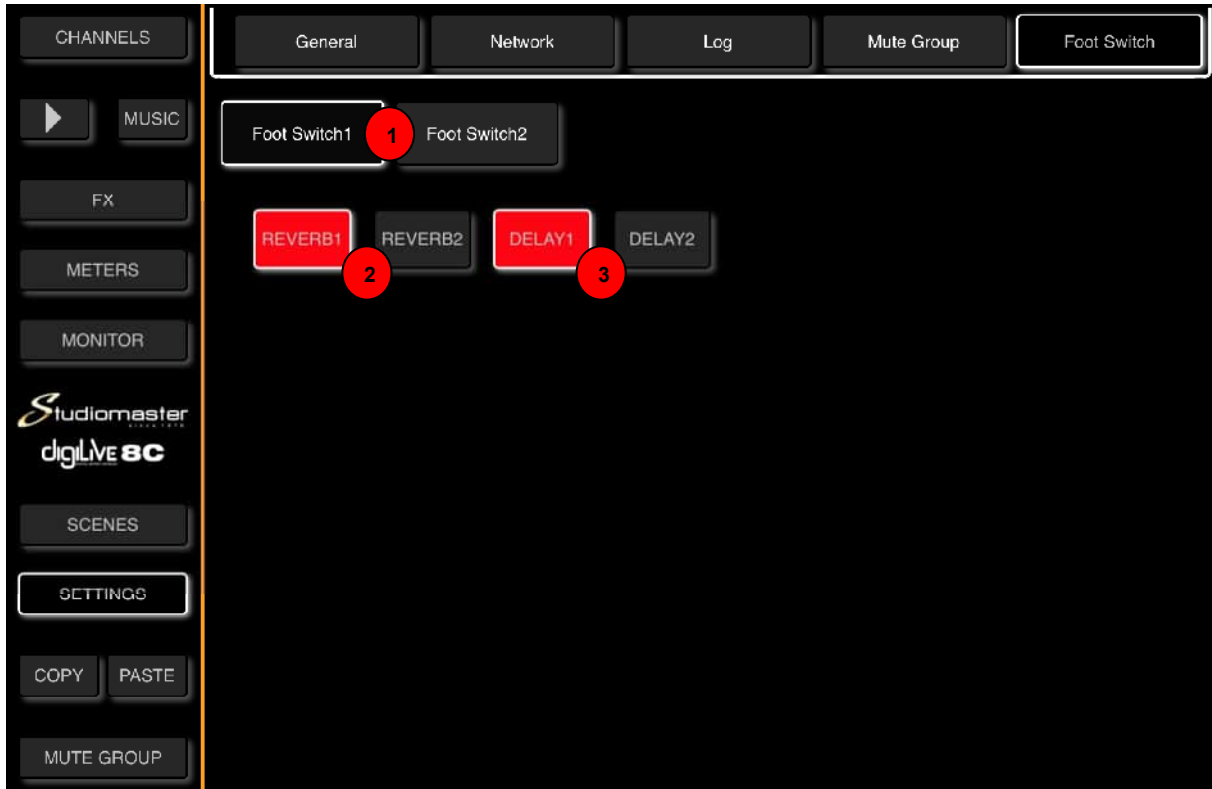 CHANNELS
General
Network
Log
Mute Group
Foot Switch
MUSIC
Foot Switch1
1
Foot Switch2
FX
REVERB1
REVERB2
DELAY1
DELAY2
2
3
METERS
MONITOR
Studiomaster
digiLiVE 8C
SCENES
SETTINGS
COPY
PASTE
MUTE GROUP